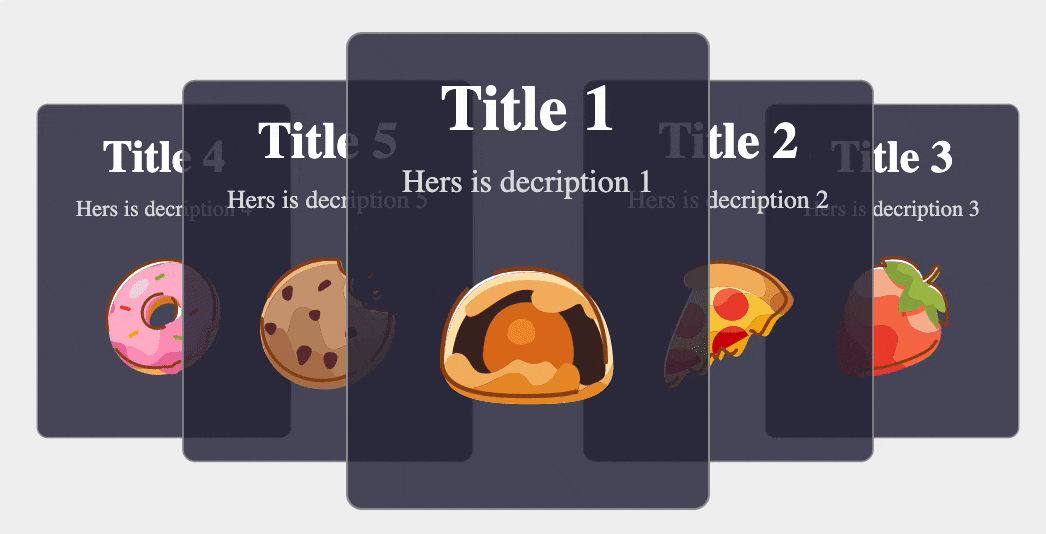 Title 4
Hers is decription 4
Title 5
Hers is decription 5
Title 1
Hers is decription 1
Title 2
Hers is decription 2
Title 3
Hers is decription 3